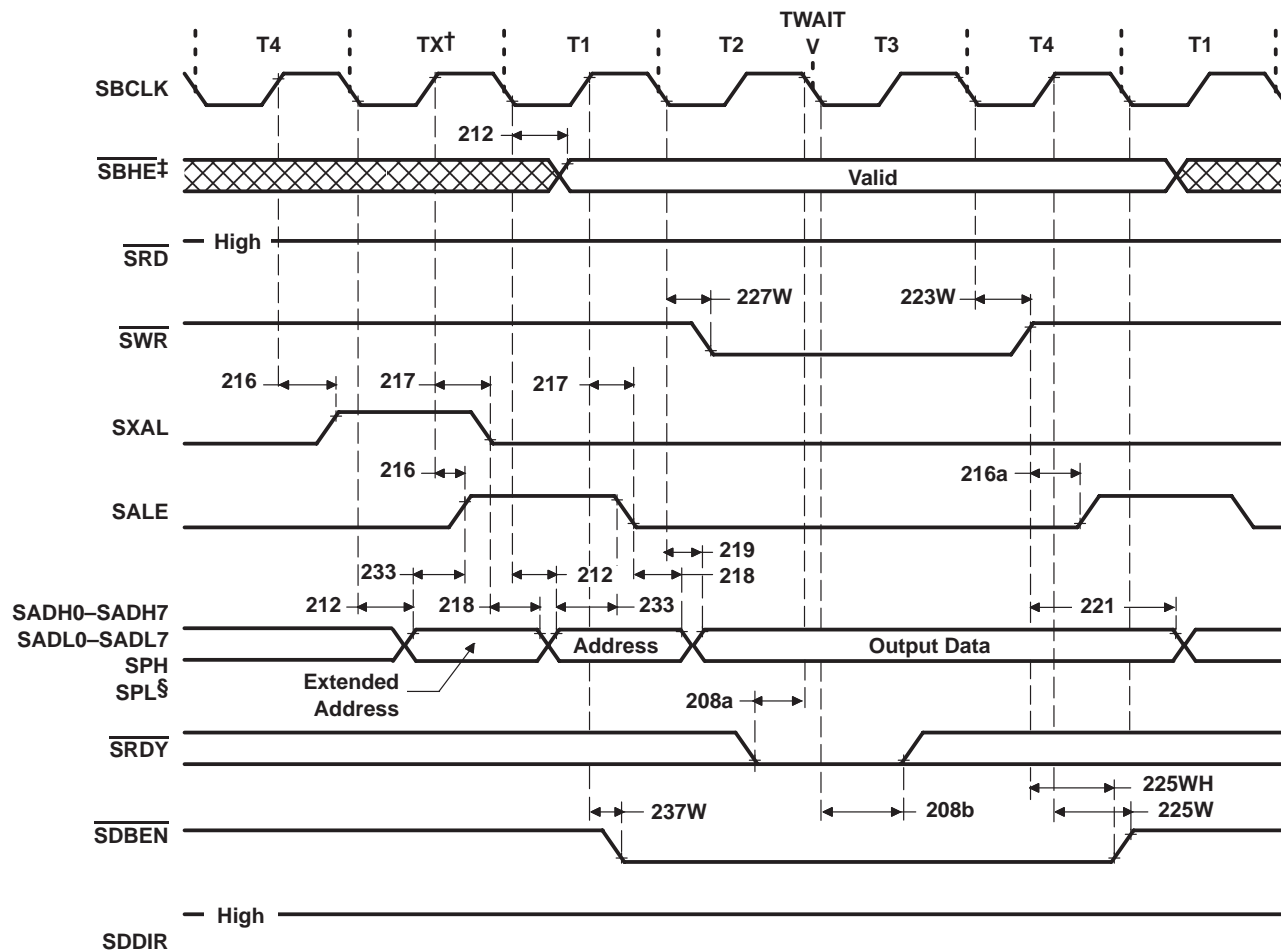 TWAIT
T4 TX† T1 T2 V T3 T4 T1
SBCLK
212
SBHE‡
Valid
High
SRD
227W 223W
SWR
216 217 217
SXAL
216 216a
SALE
219
233 212 218
212 218 233 221
SADH0–SADH7
SADL0–SADL7
SPH
SPL§
Address
Output Data
Extended
Address
208a
SRDY
225WH
237W 208b 225W
SDBEN
High
SDDIR